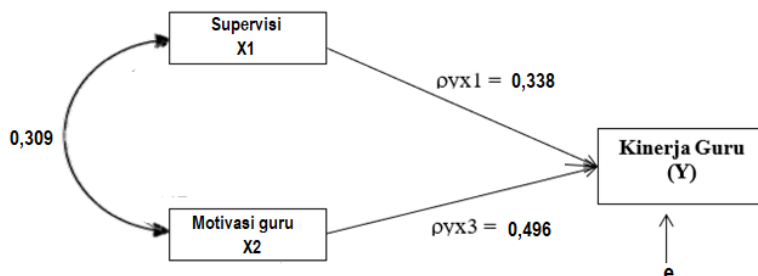 Supervisi
X1
ρyx1 = 0,338
0,309
Kinerja Guru
(Y)
Motivasi guru
X2
ρyx3 = 0,496
e